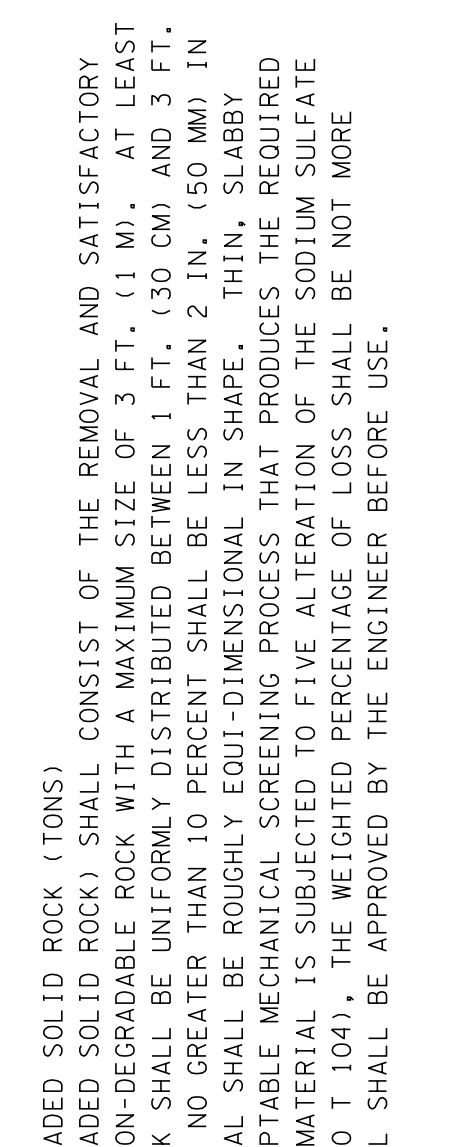 ADED SOLID ROCK (TONS)
ADED SOLID ROCK) SHALL CONSIST OF THE REMOVAL AND SATISFACTORY
ON-DEGRADABLE ROCK WITH A MAXIMUM SIZE OF 3 FT. (1 M). AT LEAST
K SHALL BE UNIFORMLY DISTRIBUTED BETWEEN 1 FT. (30 CM) AND 3 FT.
NO GREATER THAN 10 PERCENT SHALL BE LESS THAN 2 IN. (50 MM) IN
AL SHALL BE ROUGHLY EQUI-DIMENSIONAL IN SHAPE. THIN, SLABBY
PTABLE MECHANICAL SCREENING PROCESS THAT PRODUCES THE REQUIRED
MATERIAL IS SUBJECTED TO FIVE ALTERATION OF THE SODIUM SULFATE
O T 104), THE WEIGHTED PERCENTAGE OF LOSS SHALL BE NOT MORE
L SHALL BE APPROVED BY THE ENGINEER BEFORE USE.